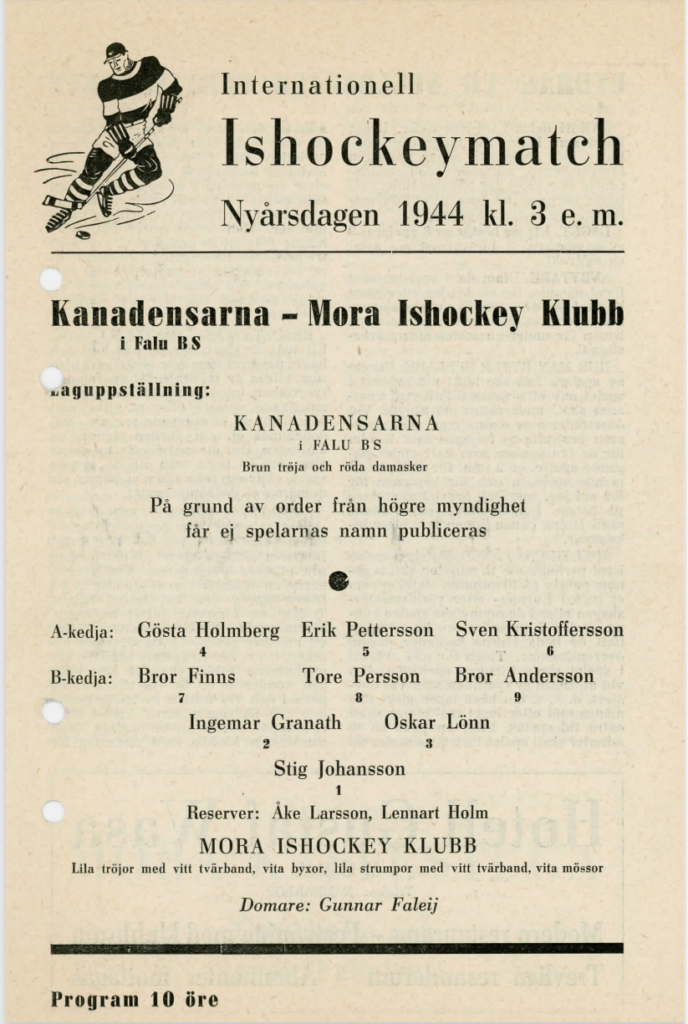 Internationell
Ishockeymatch
Nyårsdagen 1944 kl. 3 e. m.
Kanadensarna – Mora Ishockey Klubb
i Falu BS
Laguppställning:
KANADENSARNA
i FALU BS
Brun tröja och röda damasker
På grund av order från högre myndighet
får ej spelarnas namn publiceras
A-kedja: Gösta Holmberg Erik Pettersson Sven Kristoffersson
4 5 6
B-kedja: Bror Finns Tore Persson Bror Andersson
7 8 9
Ingemar Granath Oskar Lönn
2 3
Stig Johansson
1
Reserver: Åke Larsson, Lennart Holm
MORA ISHOCKEY KLUBB
Lila tröjor med vitt tvärband, vita byxor, lila strumpor med vitt tvärband, vita mössor
Domare: Gunnar Faleij
Program 10 öre